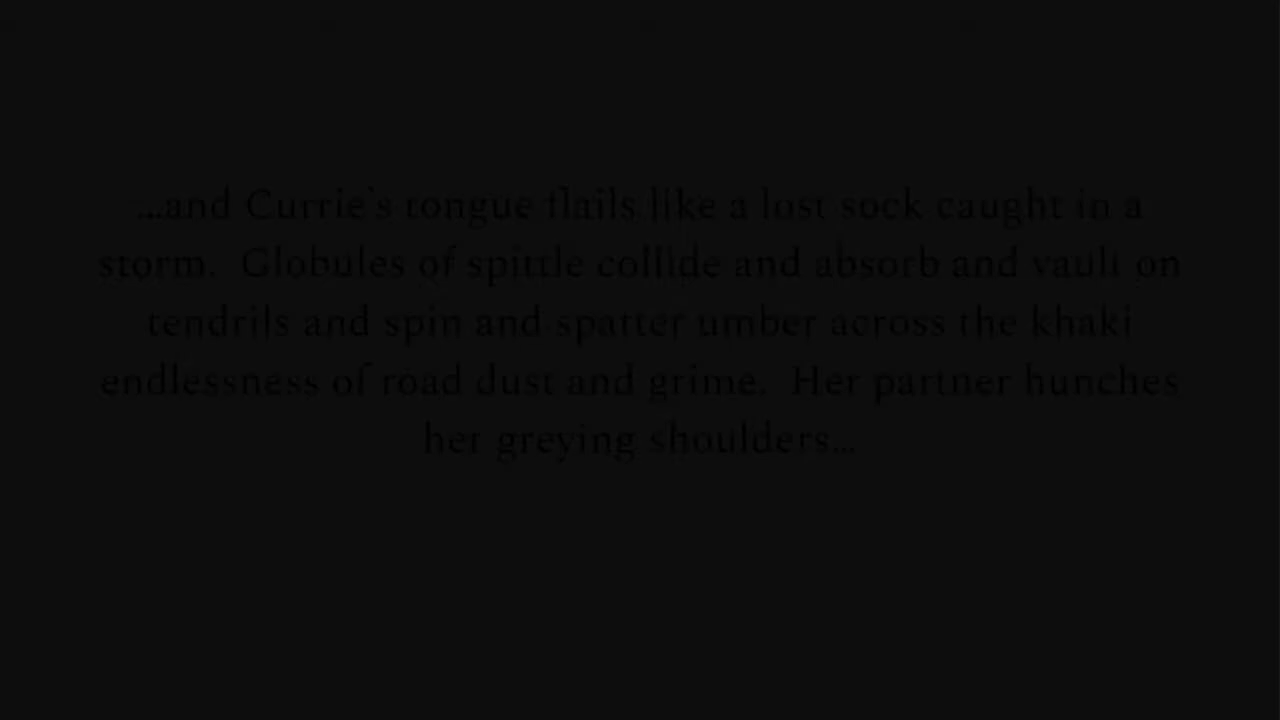 …and Currie's tongue flails like a lost sock caught in a
storm.  Globules of spittle collide and absorb and vault on
tendrils and spin and spatter umber across the khaki
endlessness of road dust and grime.  Her partner hunches
her greying shoulders…